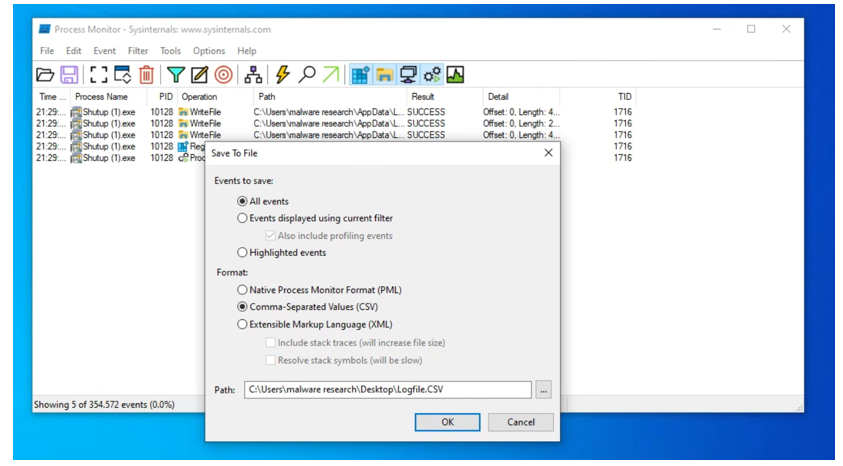 Process Monitor - Sysinternals: www.sysinternals.com
File Edit Event Filter Tools Options Help
Time ... Process Name PID Operation Path Result Detail TID
21:29:... Shutup (1).exe 10128 WriteFile C:\Users\malware research\AppData\L... SUCCESS Offset: 0, Length: 4... 1716
21:29:... Shutup (1).exe 10128 WriteFile C:\Users\malware research\AppData\L... SUCCESS Offset: 0, Length: 2... 1716
21:29:... Shutup (1).exe 10128 WriteFile C:\Users\malware research\AppData\L... SUCCESS Offset: 0, Length: 4... 1716
21:29:... Shutup (1).exe 10128 Reg 1716
21:29:... Shutup (1).exe 10128 Proc 1716
Save To File
Events to save:
All events
Events displayed using current filter
Also include profiling events
Highlighted events
Format:
Native Process Monitor Format (PML)
Comma-Separated Values (CSV)
Extensible Markup Language (XML)
Include stack traces (will increase file size)
Resolve stack symbols (will be slow)
Path: C:\Users\malware research\Desktop\Logfile.CSV ...
OK Cancel
Showing 5 of 354.572 events (0.0%)